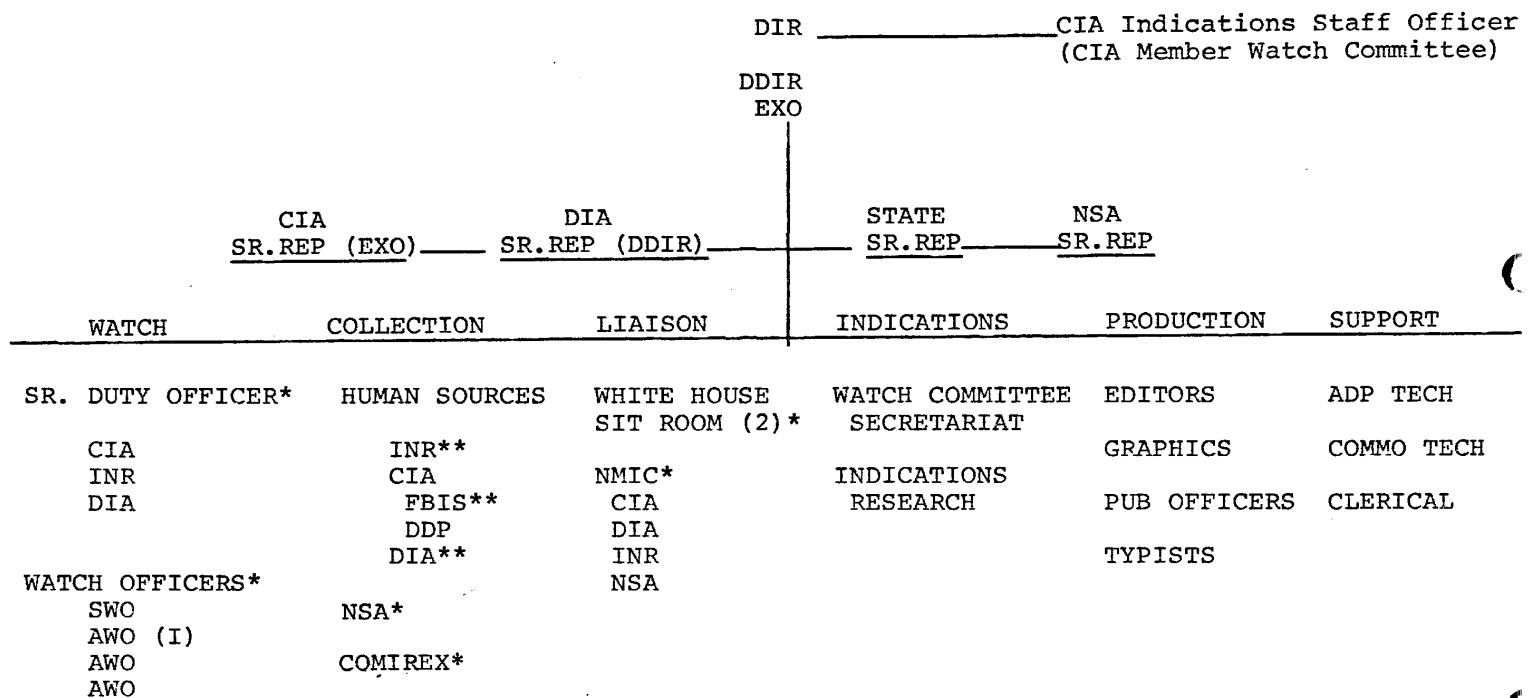 DIR CIA Indications Staff Officer
(CIA Member Watch Committee)
DDIR
EXO
CIA DIA STATE NSA
SR.REP (EXO) SR.REP (DDIR) SR.REP SR.REP
WATCH COLLECTION LIAISON INDICATIONS PRODUCTION SUPPORT
SR. DUTY OFFICER* HUMAN SOURCES WHITE HOUSE WATCH COMMITTEE EDITORS ADP TECH
SIT ROOM (2)* SECRETARIAT
CIA INR** GRAPHICS COMMO TECH
INR CIA NMIC* INDICATIONS
DIA FBIS** CIA RESEARCH PUB OFFICERS CLERICAL
DDP DIA
DIA** INR TYPISTS
WATCH OFFICERS* NSA
SWO NSA*
AWO (I)
AWO COMIREX*
AWO